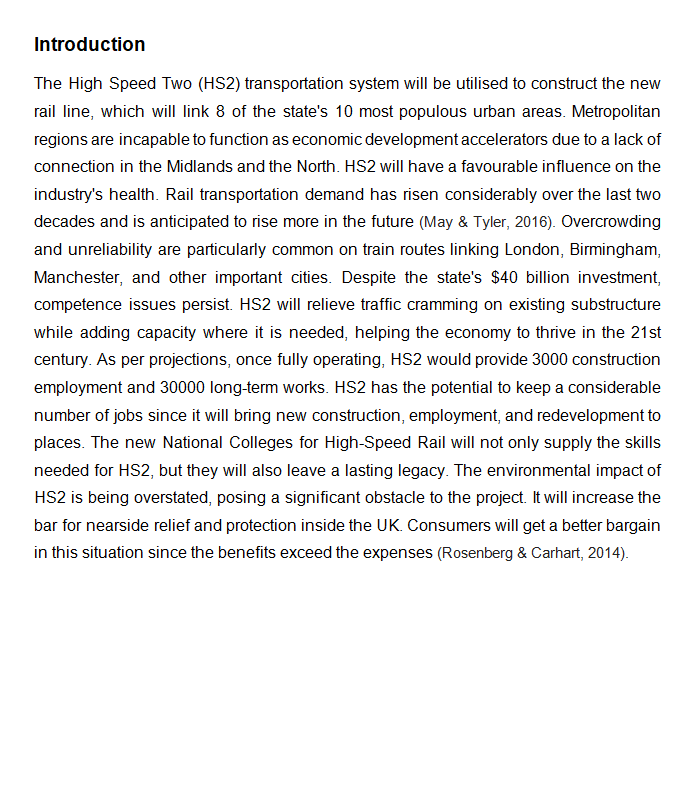 Introduction
The High Speed Two (HS2) transportation system will be utilised to construct the new
rail line, which will link 8 of the state's 10 most populous urban areas. Metropolitan
regions are incapable to function as economic development accelerators due to a lack of
connection in the Midlands and the North. HS2 will have a favourable influence on the
industry's health. Rail transportation demand has risen considerably over the last two
decades and is anticipated to rise more in the future (May & Tyler, 2016). Overcrowding
and unreliability are particularly common on train routes linking London, Birmingham,
Manchester, and other important cities. Despite the state's $40 billion investment,
competence issues persist. HS2 will relieve traffic cramming on existing substructure
while adding capacity where it is needed, helping the economy to thrive in the 21st
century. As per projections, once fully operating, HS2 would provide 3000 construction
employment and 30000 long-term works. HS2 has the potential to keep a considerable
number of jobs since it will bring new construction, employment, and redevelopment to
places. The new National Colleges for High-Speed Rail will not only supply the skills
needed for HS2, but they will also leave a lasting legacy. The environmental impact of
HS2 is being overstated, posing a significant obstacle to the project. It will increase the
bar for nearside relief and protection inside the UK. Consumers will get a better bargain
in this situation since the benefits exceed the expenses (Rosenberg & Carhart, 2014).